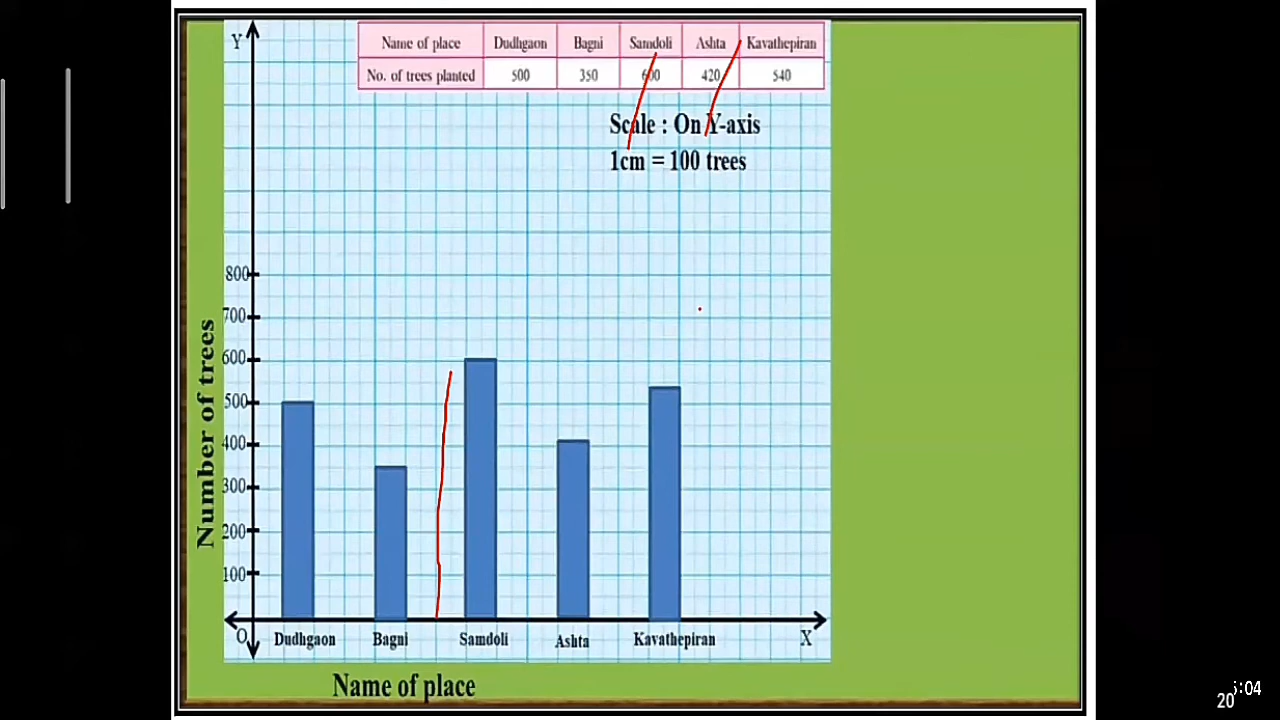 Y
Name of place Dudhgaon Bagni Samdoli Ashta Kavathepiran
No. of trees planted 500 350 600 420 540
Scale : On Y-axis
1cm = 100 trees
800
700
600
500
400
300
200
100
Number of trees
O
Dudhgaon Bagni Samdoli Ashta Kavathepiran X
Name of place
:04
20